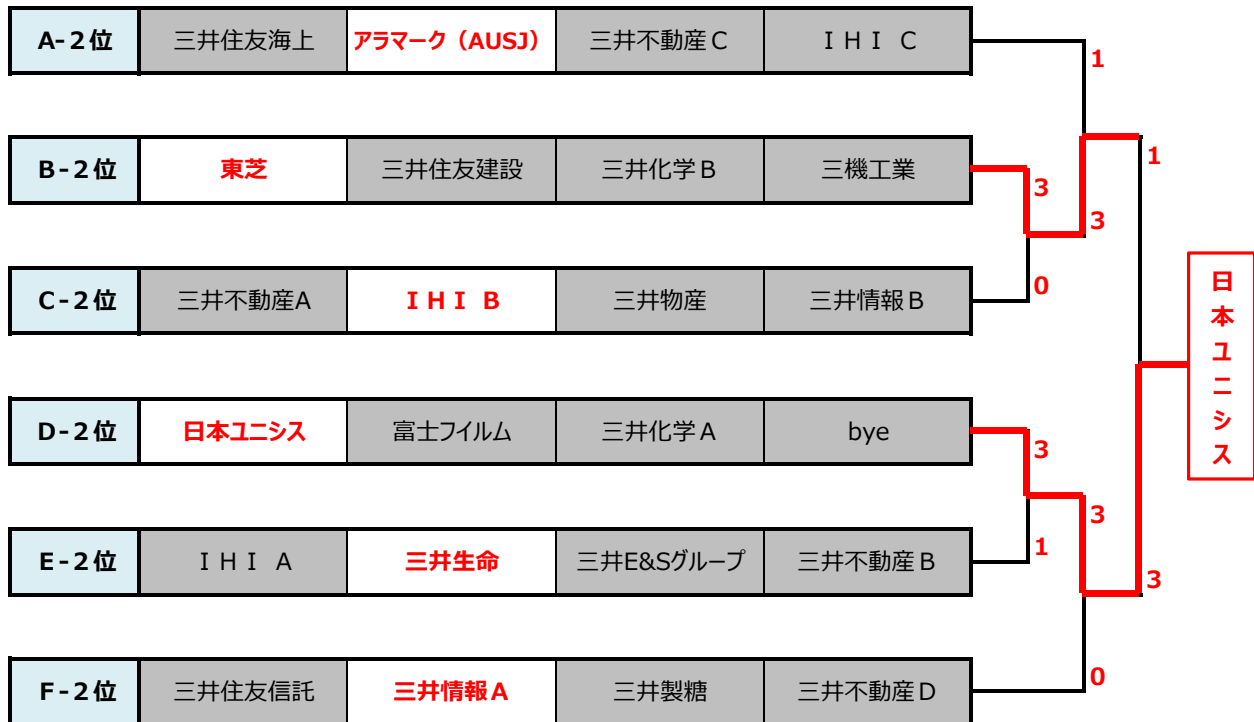 A-2位 三井住友海上 アラマーク（AUSJ） 三井不動産C ＩＨＩ Ｃ
1
B-2位 東芝 三井住友建設 三井化学B 三機工業
1
3
3
C-2位 三井不動産A ＩＨＩ Ｂ 三井物産 三井情報B
0
日本ユニシス
D-2位 日本ユニシス 富士フイルム 三井化学A bye
3
3
E-2位 ＩＨＩ Ａ 三井生命 三井E&Sグループ 三井不動産B
1
3
F-2位 三井住友信託 三井情報A 三井製糖 三井不動産D
0